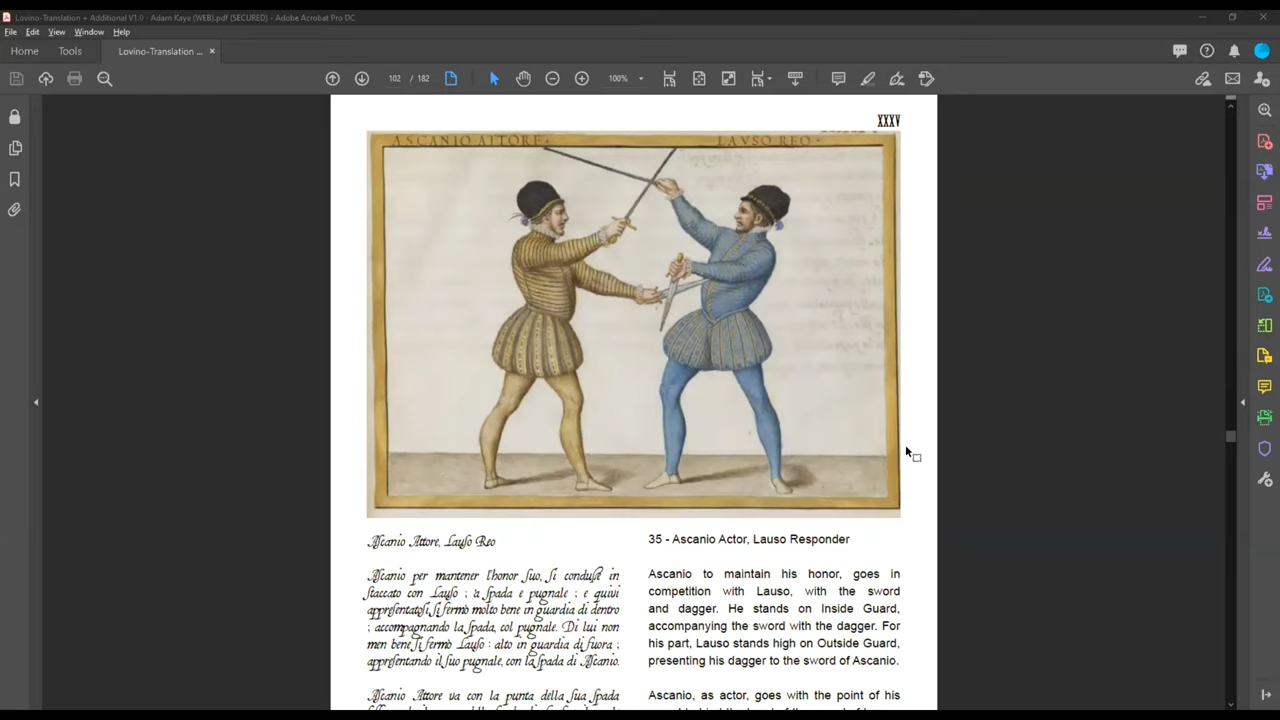 Lovino-Translation + Additional V1.0 - Adam Kaye (WEB).pdf (SECURED) - Adobe Acrobat Pro DC
File Edit View Window Help
Home Tools Lovino-Translation ... ×
102 / 182 100%
XXXV
ASCANIO ATTORE · LAVSO REO ·
Ascanio Attore, Lauso Reo
Ascanio per mantener l'honor suo, si conduse in
staccato con Lauso ; à spada e pugnale ; e quivi
appresentatosi, si fermò molto bene in guardia di dentro
; accompagnando la spada, col pugnale. Di lui non
men bene si fermò Lauso : alto in guardia di fuora ;
appresentando il suo pugnale, con la spada di Ascanio.
Ascanio Attore va con la punta della sua spada
35 - Ascanio Actor, Lauso Responder
Ascanio to maintain his honor, goes in
competition with Lauso, with the sword
and dagger. He stands on Inside Guard,
accompanying the sword with the dagger. For
his part, Lauso stands high on Outside Guard,
presenting his dagger to the sword of Ascanio.
Ascanio, as actor, goes with the point of his